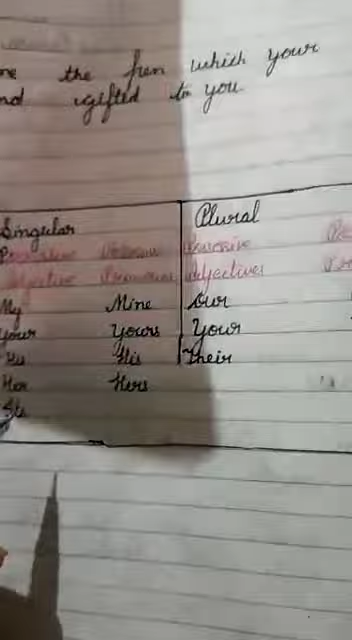 the pen which your
gifted to you
Singular Plural
Possessive
Adjective Pronouns Adjectives
My Mine Our
Your Yours Your
His His Their
Her Hers